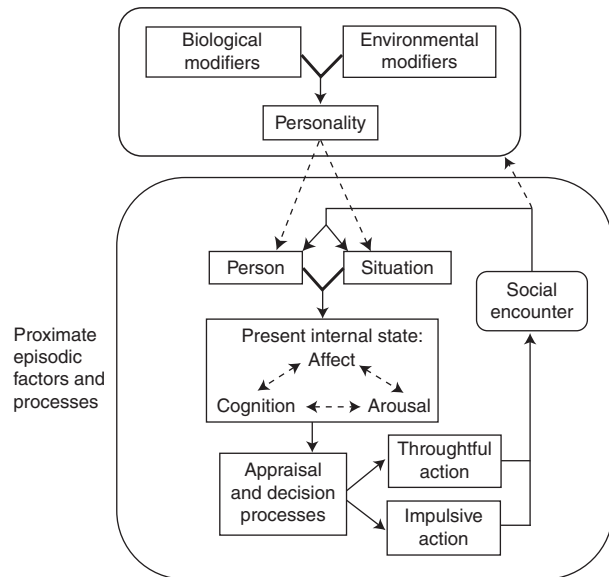 Biological
modifiers
Environmental
modifiers
Personality
Person
Situation
Social
encounter
Proximate
episodic
factors and
processes
Present internal state:
Affect
Cognition
Arousal
Appraisal
and decision
processes
Throughtful
action
Impulsive
action